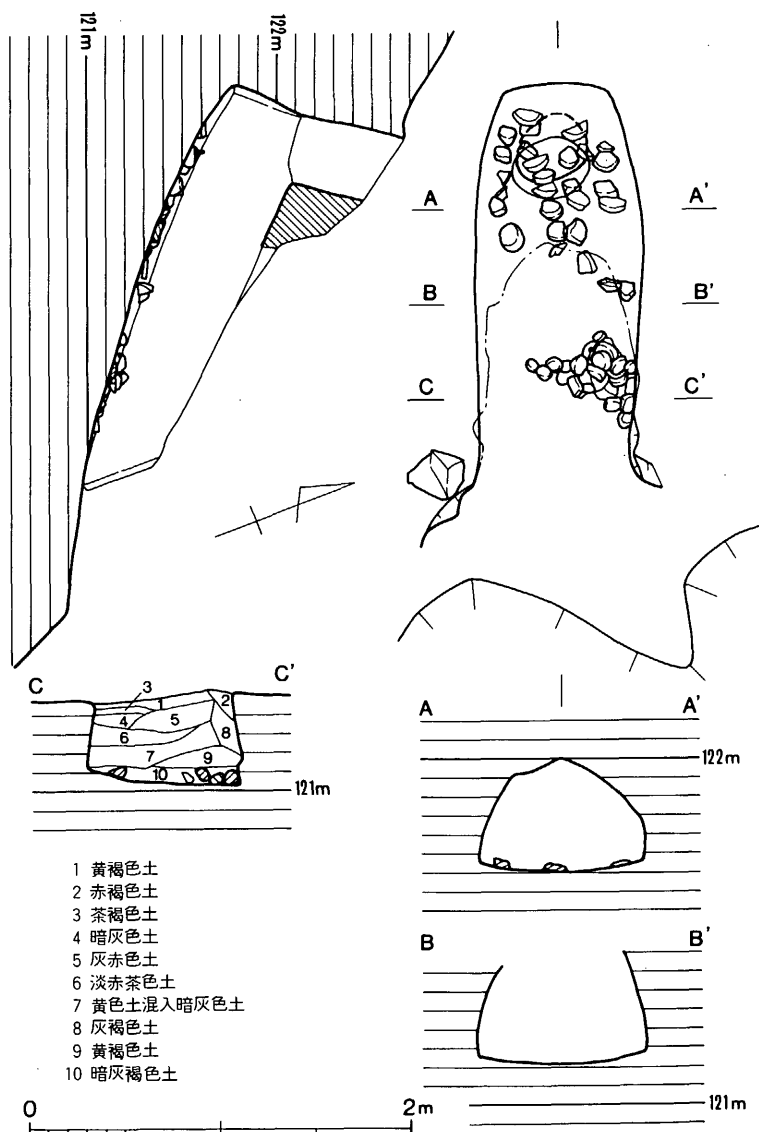 121m
122m
A A'
B B'
C C'
C C'
3
1
2
4
5
6
8
7
9
10
121m
A A'
122m
B B'
121m
1 黄褐色土
2 赤褐色土
3 茶褐色土
4 暗灰色土
5 灰赤色土
6 淡赤茶色土
7 黄色土混入暗灰色土
8 灰褐色土
9 黄褐色土
10 暗灰褐色土
0 2m